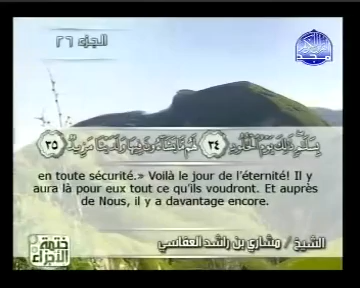 الجزء ٢٦
المجد
بِسَلَامٍ ذَٰلِكَ يَوْمُ الْخُلُودِ ٣٤ لَهُم مَّا يَشَاءُونَ فِيهَا وَلَدَيْنَا مَزِيدٌ ٣٥
en toute sécurité.» Voilà le jour de l'éternité! Il y
aura là pour eux tout ce qu'ils voudront. Et auprès
de Nous, il y a davantage encore.
الشيخ / مشاري بن راشد العفاسي
ختمة
الأجزاء